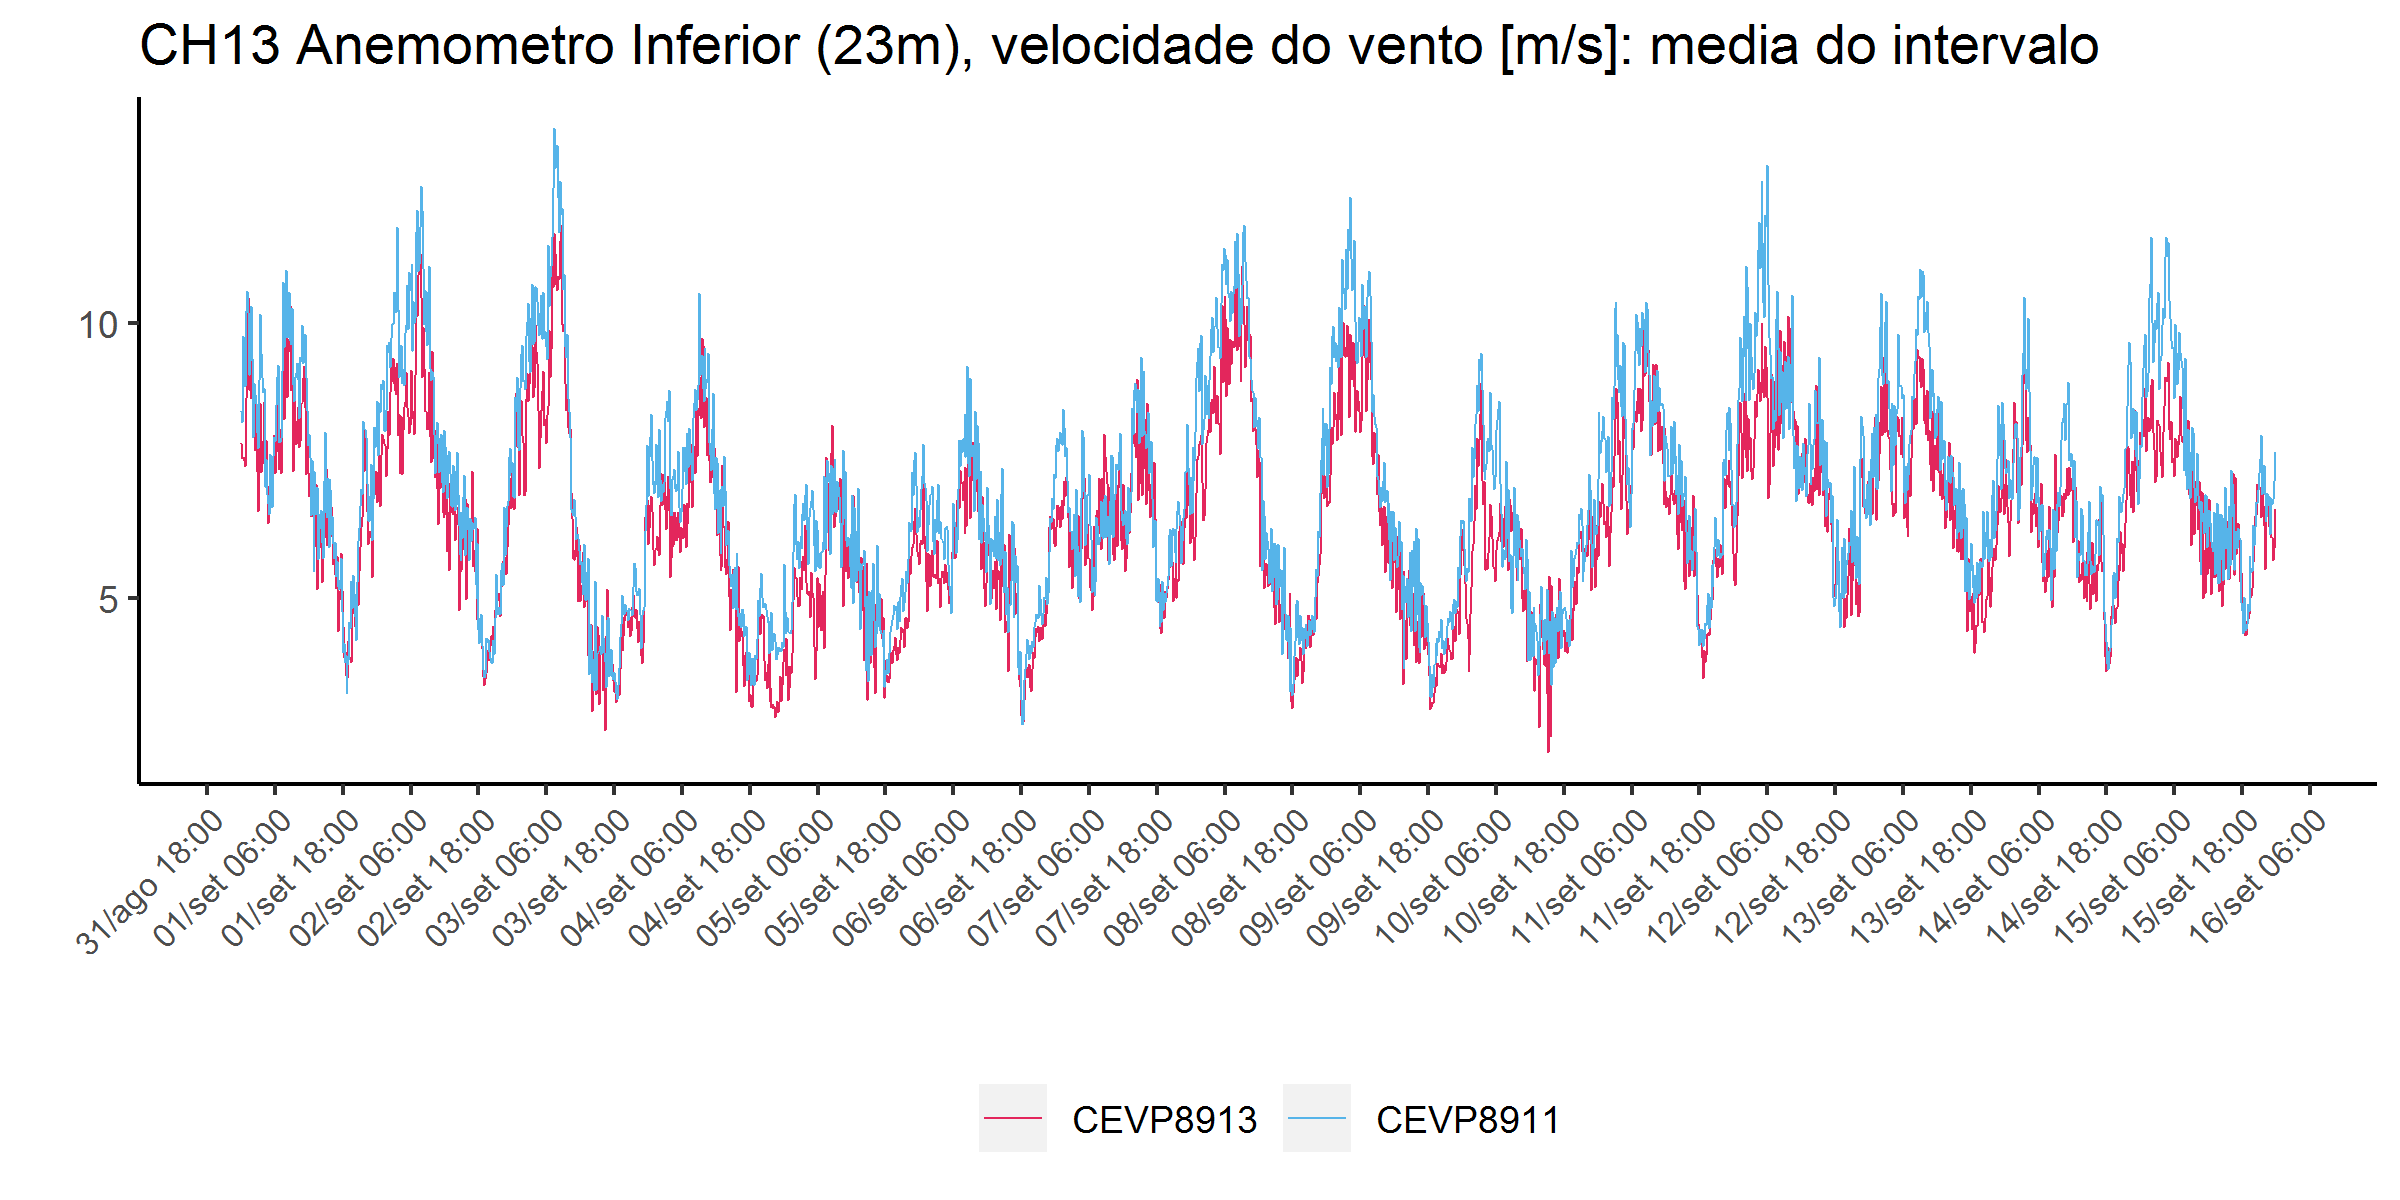 CH13 Anemometro Inferior (23m), velocidade do vento [m/s]: media do intervalo
10
5
31/ago 18:00
01/set 06:00
01/set 18:00
02/set 06:00
02/set 18:00
03/set 06:00
03/set 18:00
04/set 06:00
04/set 18:00
05/set 06:00
05/set 18:00
06/set 06:00
06/set 18:00
07/set 06:00
07/set 18:00
08/set 06:00
08/set 18:00
09/set 06:00
09/set 18:00
10/set 06:00
10/set 18:00
11/set 06:00
11/set 18:00
12/set 06:00
12/set 18:00
13/set 06:00
13/set 18:00
14/set 06:00
14/set 18:00
15/set 06:00
15/set 18:00
16/set 06:00
CEVP8913 CEVP8911